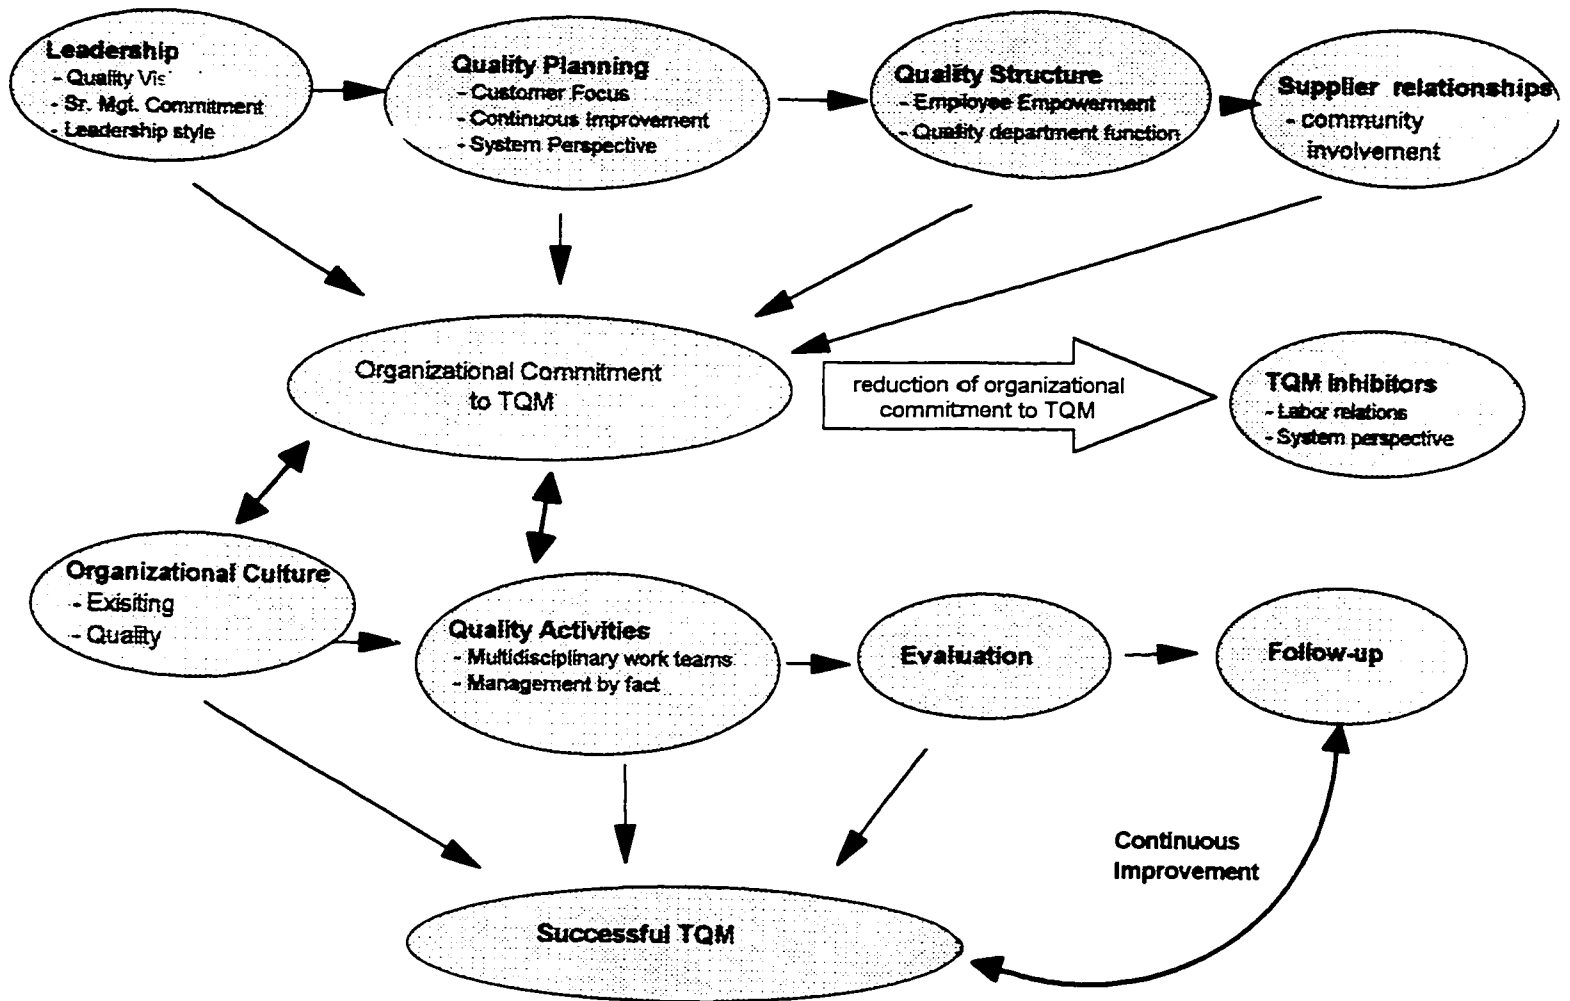 Leadership
- Quality Vis
- Sr. Mgt. Commitment
- Leadership style
Quality Planning
- Customer Focus
- Continuous Improvement
- System Perspective
Quality Structure
- Employee Empowerment
- Quality department function
Supplier relationships
- community
involvement
Organizational Commitment
to TQM
reduction of organizational
commitment to TQM
TQM Inhibitors
- Labor relations
- System perspective
Organizational Culture
- Exisiting
- Quality
Quality Activities
- Multidisciplinary work teams
- Management by fact
Evaluation
Follow-up
Continuous
Improvement
Successful TQM